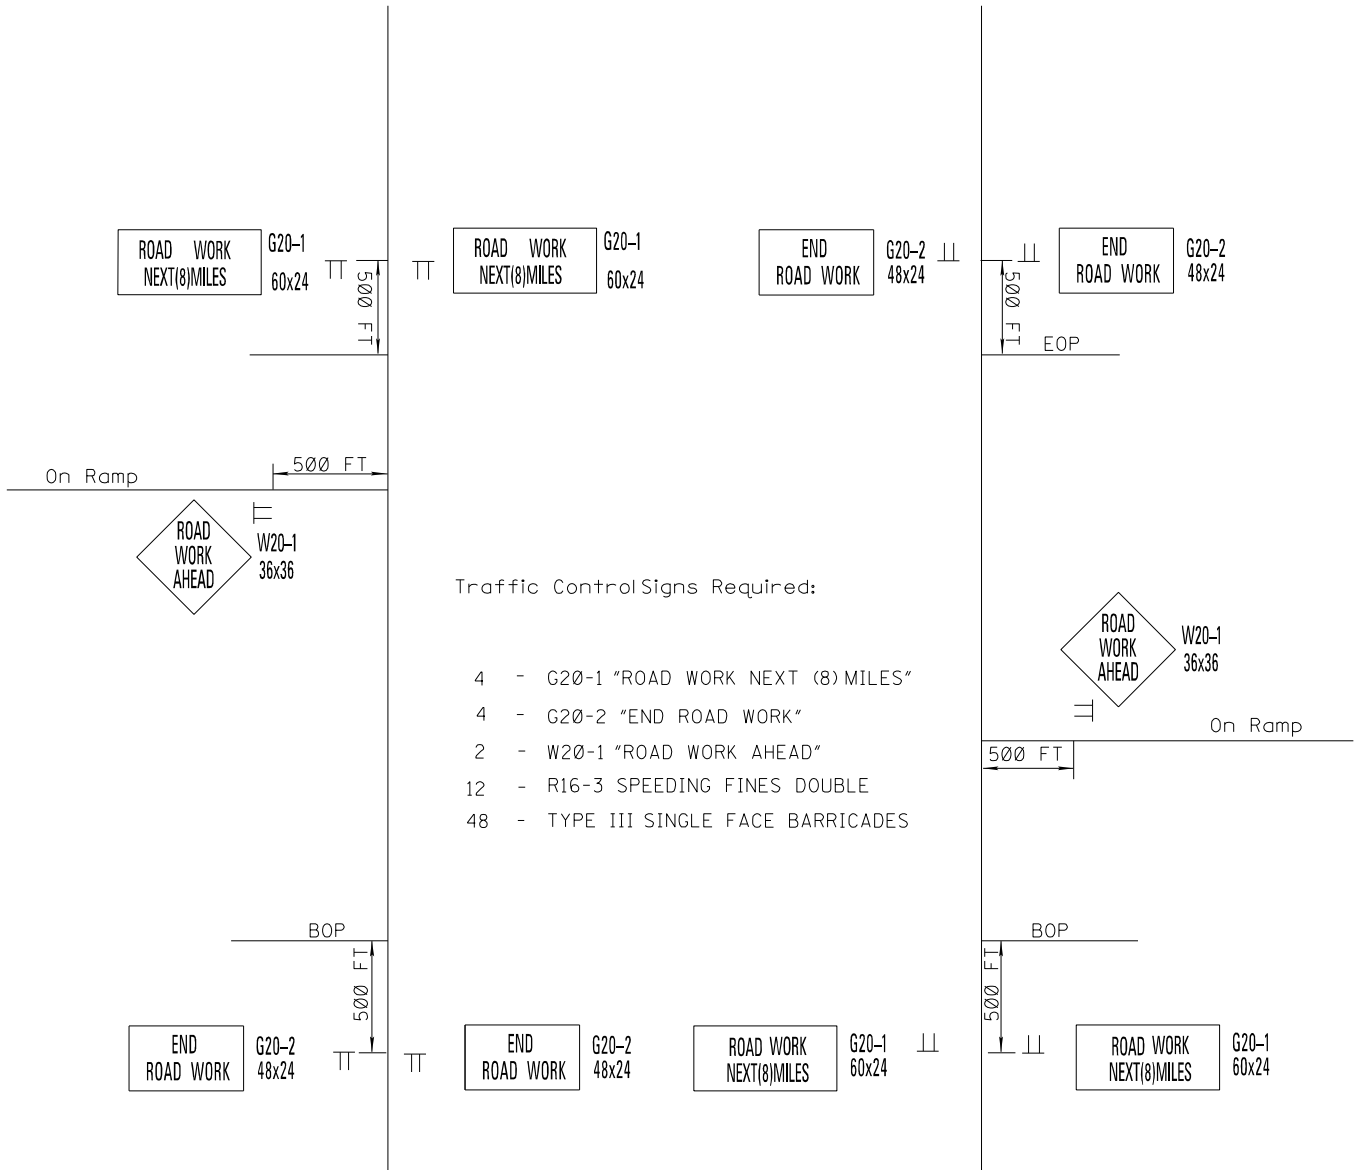 ROAD WORK
NEXT(8)MILES
G20-1
60x24
500 FT
ROAD WORK
NEXT(8)MILES
G20-1
60x24
END
ROAD WORK
G20-2
48x24
500 FT
END
ROAD WORK
G20-2
48x24
EOP
On Ramp
500 FT
ROAD
WORK
AHEAD
W20-1
36x36
Traffic Control Signs Required:
4 - G20-1 "ROAD WORK NEXT (8) MILES"
4 - G20-2 "END ROAD WORK"
2 - W20-1 "ROAD WORK AHEAD"
12 - R16-3 SPEEDING FINES DOUBLE
48 - TYPE III SINGLE FACE BARRICADES
ROAD
WORK
AHEAD
W20-1
36x36
On Ramp
500 FT
BOP
500 FT
BOP
500 FT
END
ROAD WORK
G20-2
48x24
END
ROAD WORK
G20-2
48x24
ROAD WORK
NEXT(8)MILES
G20-1
60x24
ROAD WORK
NEXT(8)MILES
G20-1
60x24